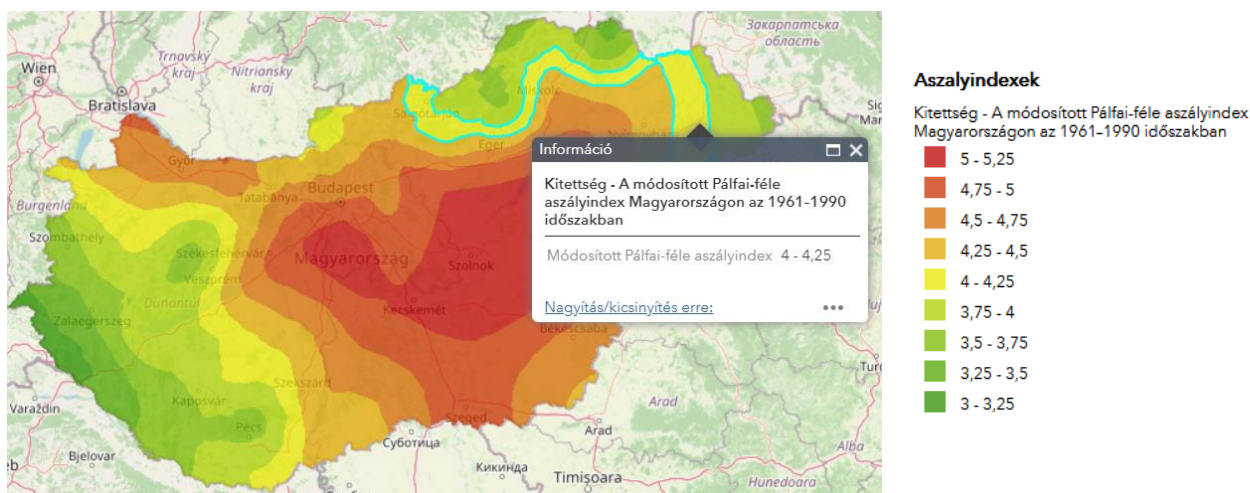 Закарпатська
область
Trnavský
kraj
Nitriansky
kraj
Wien
Bratislava
Salgótarján
Miskolc
Nyíregyháza
Eger
Győr
Tatabánya
Budapest
Burgenland
Szombathely
Székesfehérvár
Veszprém
Magyarország
Szolnok
Dunántúl
Zalaegerszeg
Kecskemét
Békéscsaba
Szekszárd
Kaposvár
Pécs
Szeged
Varaždin
Bjelovar
Суботица
Кикинда
Arad
Arad
Timișoara
Alba
Hunedoara
Információ
Kitettség - A módosított Pálfai-féle
aszályindex Magyarországon az 1961-1990
időszakban
Módosított Pálfai-féle aszályindex 4 - 4,25
Nagyítás/kicsinyítés erre:
Aszalyindexek
Kitettség - A módosított Pálfai-féle aszályindex
Magyarországon az 1961-1990 időszakban
5 - 5,25
4,75 - 5
4,5 - 4,75
4,25 - 4,5
4 - 4,25
3,75 - 4
3,5 - 3,75
3,25 - 3,5
3 - 3,25